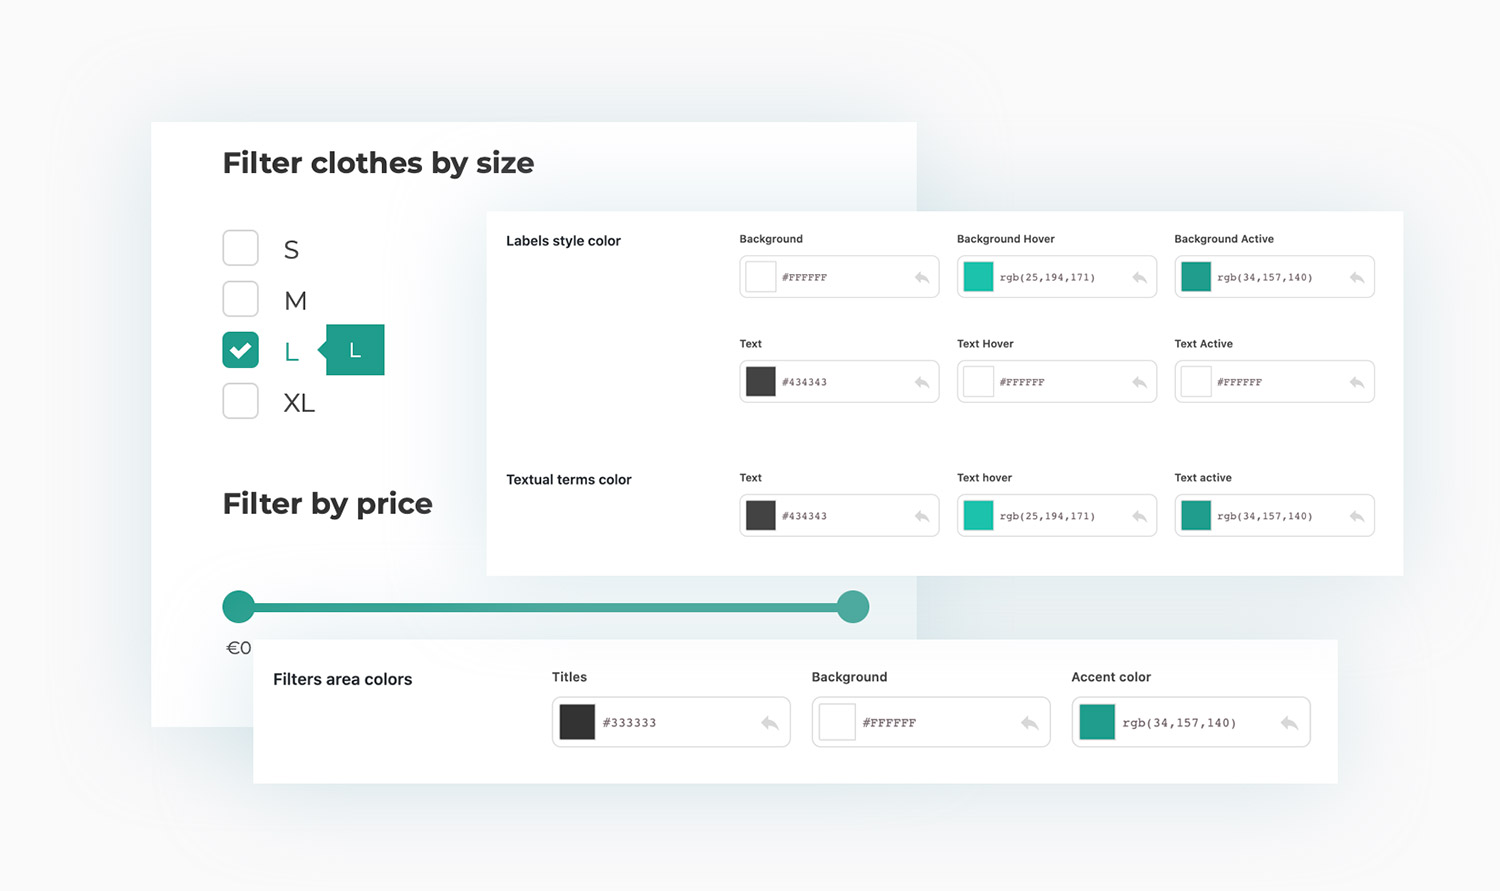 Filter clothes by size
S
M
L
L
XL
Filter by price
€0
Labels style color
Background
Background Hover
Background Active
#FFFFFF
rgb(25,194,171)
rgb(34,157,140)
Text
Text Hover
Text Active
#434343
#FFFFFF
#FFFFFF
Textual terms color
Text
Text hover
Text active
#434343
rgb(25,194,171)
rgb(34,157,140)
Filters area colors
Titles
Background
Accent color
#333333
#FFFFFF
rgb(34,157,140)